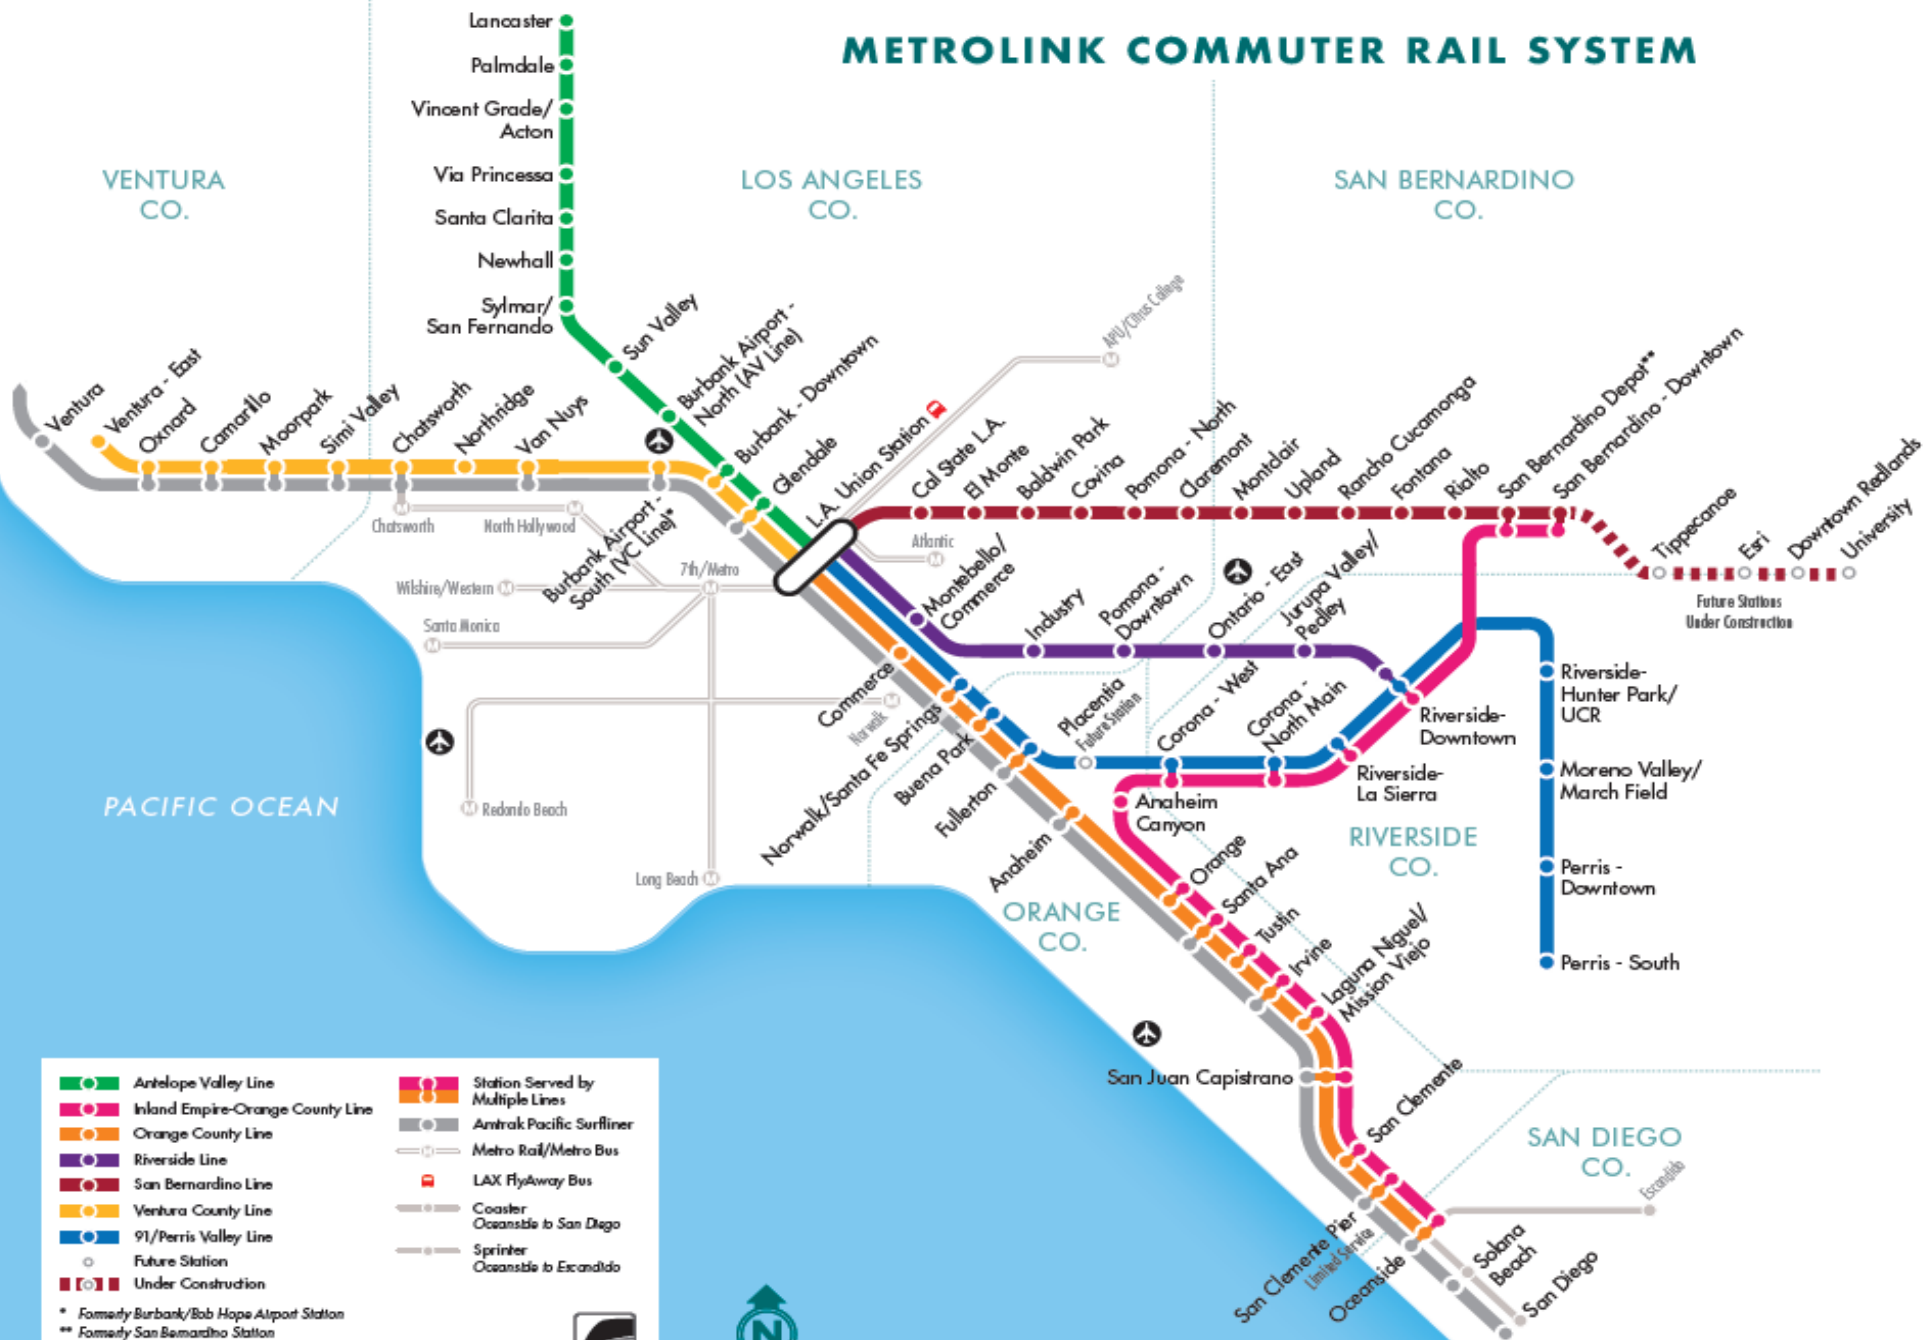 METROLINK COMMUTER RAIL SYSTEM
VENTURA
CO.
LOS ANGELES
CO.
SAN BERNARDINO
CO.
Lancaster
Palmdale
Vincent Grade/
Acton
Via Princessa
Santa Clarita
Newhall
Sylmar/
San Fernando
Sun Valley
Burbank Airport -
North (AV Line)
Burbank - Downtown
Glendale
L.A. Union Station
Ventura
Ventura - East
Oxnard
Camarillo
Moorpark
Simi Valley
Chatsworth
Northridge
Van Nuys
Burbank Airport -
South (VC Line)*
APU/Citrus College
M
Cal State L.A.
El Monte
Baldwin Park
Covina
Pomona - North
Claremont
Montclair
Upland
Rancho Cucamonga
Fontana
Rialto
San Bernardino Depot**
San Bernardino - Downtown
Tippecanoe
Esri
Downtown Redlands
University
Future Stations
Under Construction
M
Chatsworth
M
North Hollywood
Atlantic
M
Wilshire/Western M
7th/Metro
M
Santa Monica
M
Montebello/
Commerce
Industry
Pomona -
Downtown
Ontario - East
Jurupa Valley/
Pedley
Riverside-
Downtown
Riverside-
Hunter Park/
UCR
Moreno Valley/
March Field
Perris -
Downtown
Perris - South
Commerce
M
Norwalk
Norwalk/Santa Fe Springs
Buena Park
Fullerton
Placentia
Future Station
Corona - West
Corona -
North Main
Riverside-
La Sierra
Anaheim
Canyon
RIVERSIDE
CO.
PACIFIC OCEAN
M Redondo Beach
Long Beach M
Anaheim
ORANGE
CO.
Orange
Santa Ana
Tustin
Irvine
Laguna Niguel/
Mission Viejo
San Juan Capistrano
San Clemente
San Clemente Pier
Limited Service
Oceanside
SAN DIEGO
CO.
Escondido
Solana
Beach
San Diego
Antelope Valley Line
Inland Empire-Orange County Line
Orange County Line
Riverside Line
San Bernardino Line
Ventura County Line
91/Perris Valley Line
Future Station
Under Construction
Station Served by
Multiple Lines
Amtrak Pacific Surfliner
M Metro Rail/Metro Bus
LAX FlyAway Bus
Coaster
Oceanside to San Diego
Sprinter
Oceanside to Escondido
* Formerly Burbank/Bob Hope Airport Station
** Formerly San Bernardino Station
N